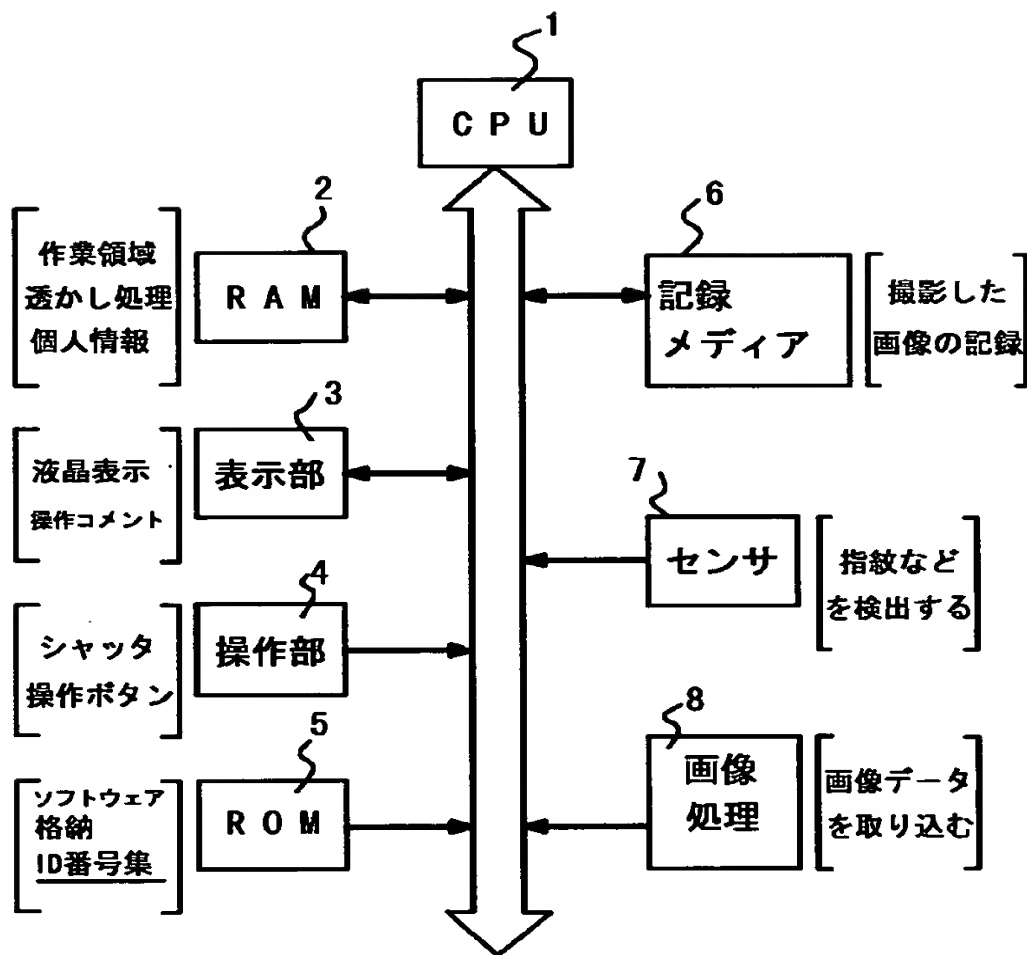 1
CPU
2
作業領域
透かし処理
個人情報
RAM
3
液晶表示
操作コメント
表示部
4
シャッタ
操作ボタン
操作部
5
ソフトウェア
格納
ID番号集
ROM
6
記録
メディア
撮影した
画像の記録
7
センサ
指紋など
を検出する
8
画像
処理
画像データ
を取り込む